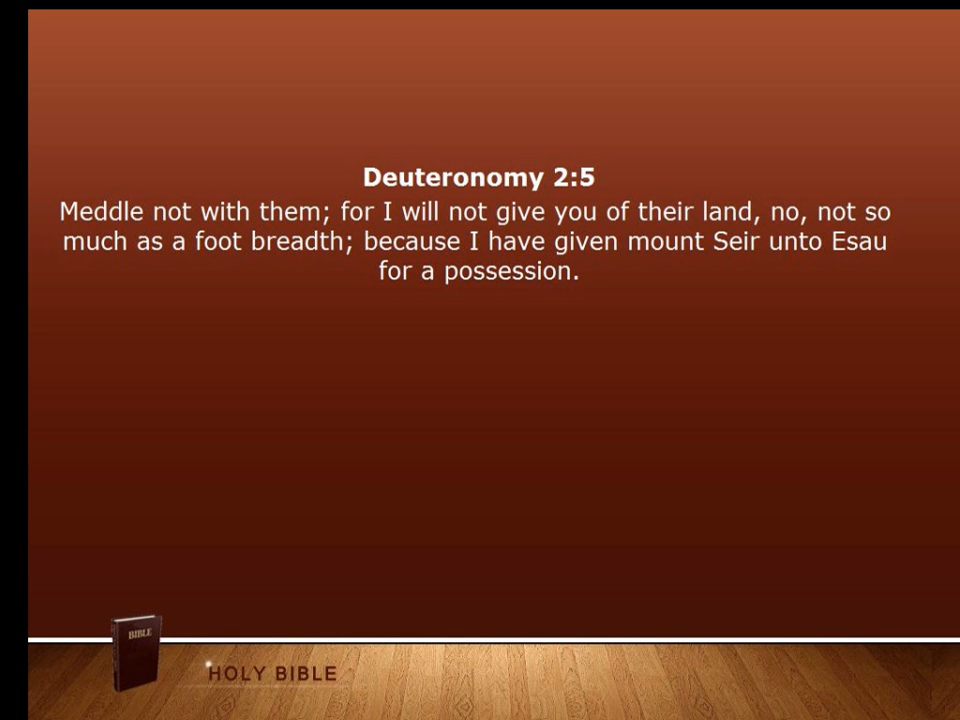 Deuteronomy 2:5
Meddle not with them; for I will not give you of their land, no, not so
much as a foot breadth; because I have given mount Seir unto Esau
for a possession.
BIBLE
HOLY BIBLE